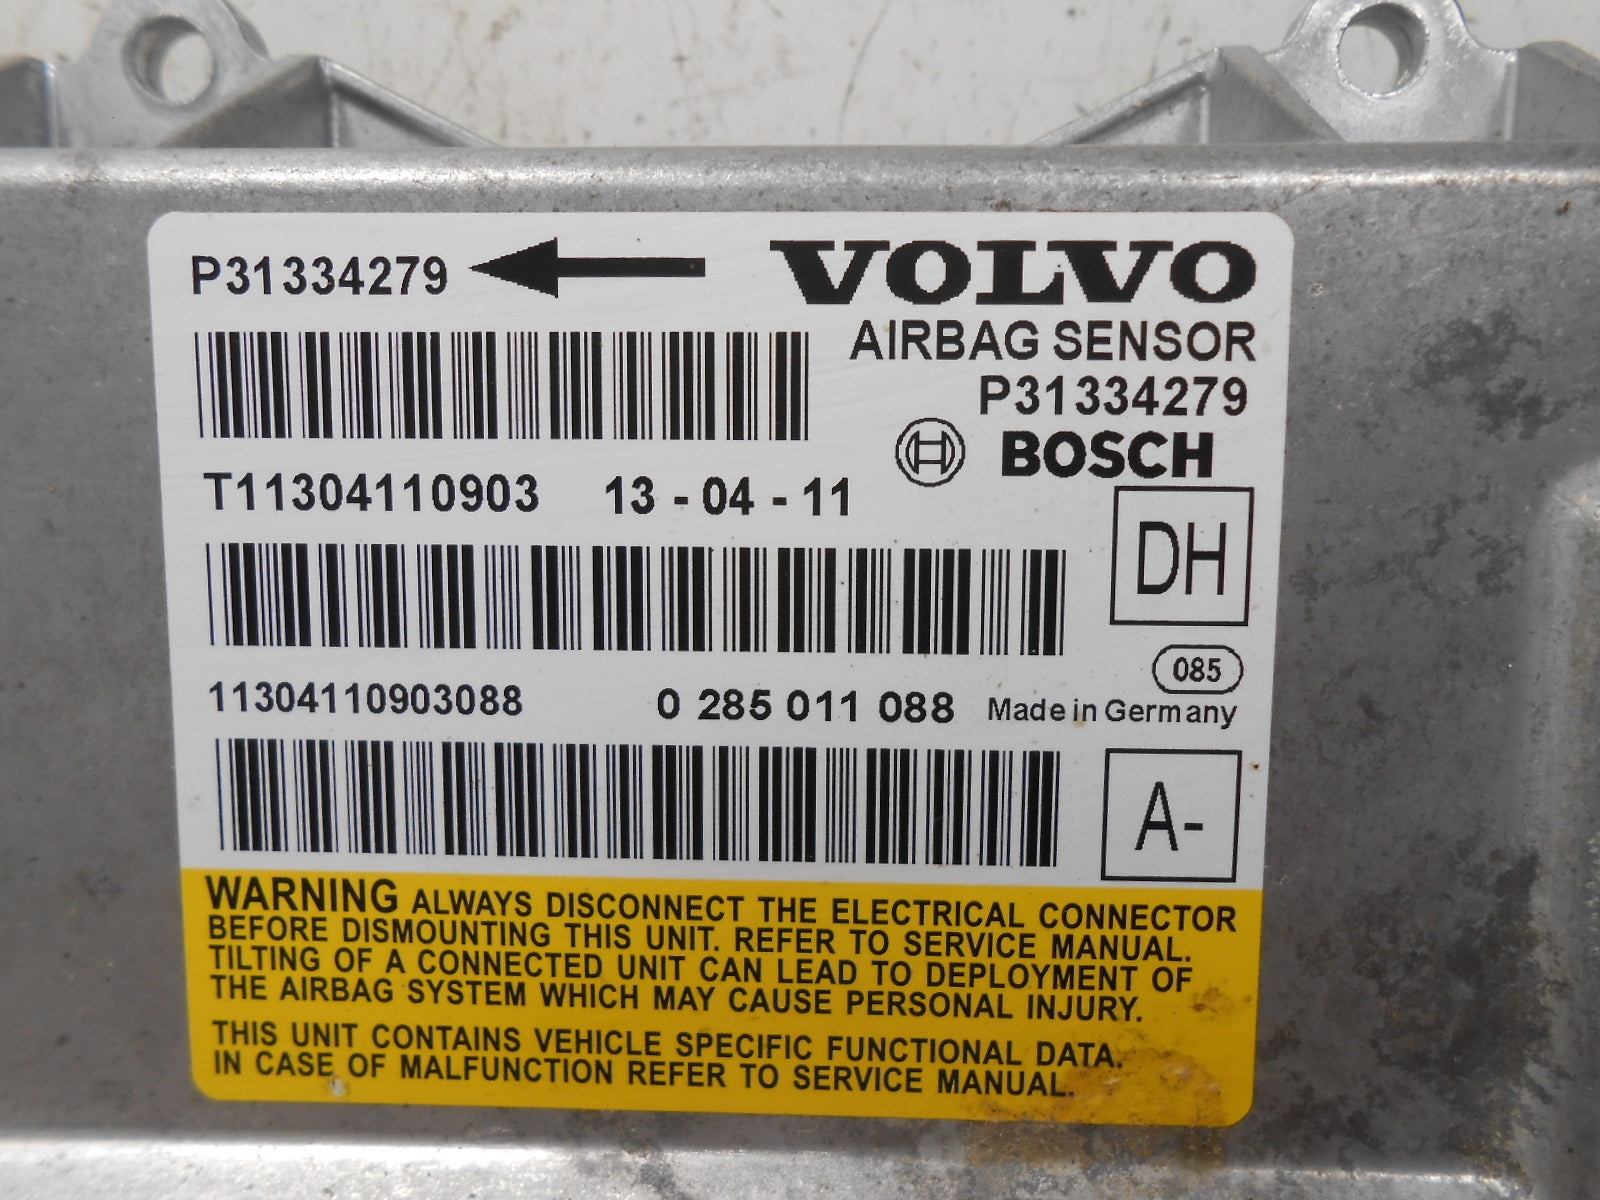 P31334279 VOLVO
AIRBAG SENSOR
P31334279
BOSCH
T11304110903 13 - 04 - 11
DH
085
11304110903088 0 285 011 088 Made in Germany
A-
WARNING ALWAYS DISCONNECT THE ELECTRICAL CONNECTOR
BEFORE DISMOUNTING THIS UNIT. REFER TO SERVICE MANUAL.
TILTING OF A CONNECTED UNIT CAN LEAD TO DEPLOYMENT OF
THE AIRBAG SYSTEM WHICH MAY CAUSE PERSONAL INJURY.
THIS UNIT CONTAINS VEHICLE SPECIFIC FUNCTIONAL DATA.
IN CASE OF MALFUNCTION REFER TO SERVICE MANUAL.